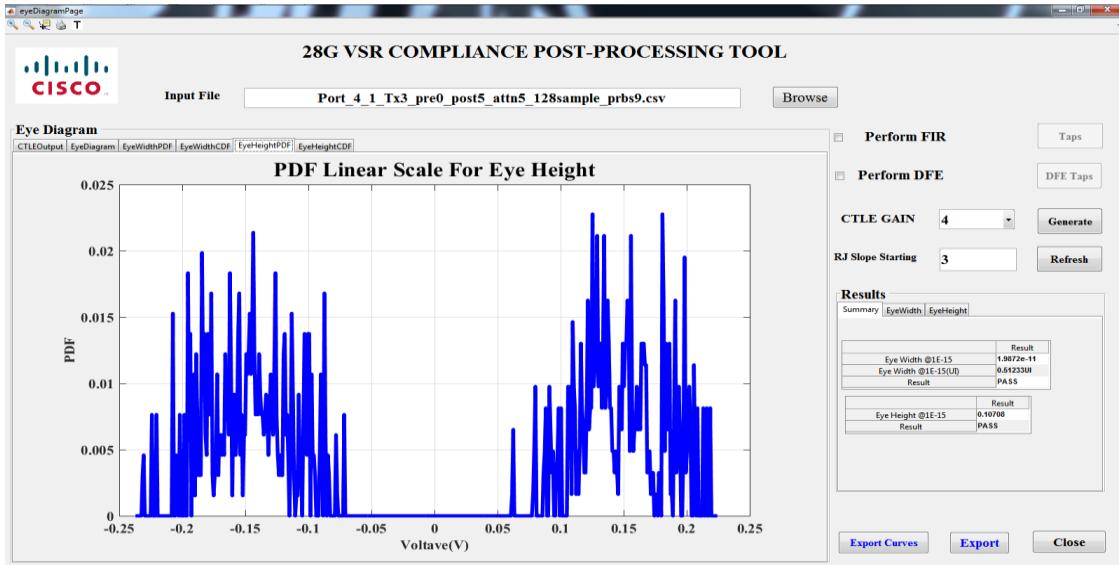 eyeDiagramPage
T
28G VSR COMPLIANCE POST-PROCESSING TOOL
CISCO
Input File
Port_4_1_Tx3_pre0_post5_attn5_128sample_prbs9.csv
Browse
Eye Diagram
CTLEOutput EyeDiagram EyeWidthPDF EyeWidthCDF EyeHeightPDF EyeHeightCDF
PDF Linear Scale For Eye Height
0.025
0.02
0.015
0.01
0.005
0
PDF
-0.25 -0.2 -0.15 -0.1 -0.05 0 0.05 0.1 0.15 0.2 0.25
Voltave(V)
Perform FIR
Taps
Perform DFE
DFE Taps
CTLE GAIN
4
Generate
RJ Slope Starting
3
Refresh
Results
Summary EyeWidth EyeHeight
Result
Eye Width @1E-15 1.9872e-11
Eye Width @1E-15(UI) 0.51233UI
Result PASS
Result
Eye Height @1E-15 0.10708
Result PASS
Export Curves
Export
Close